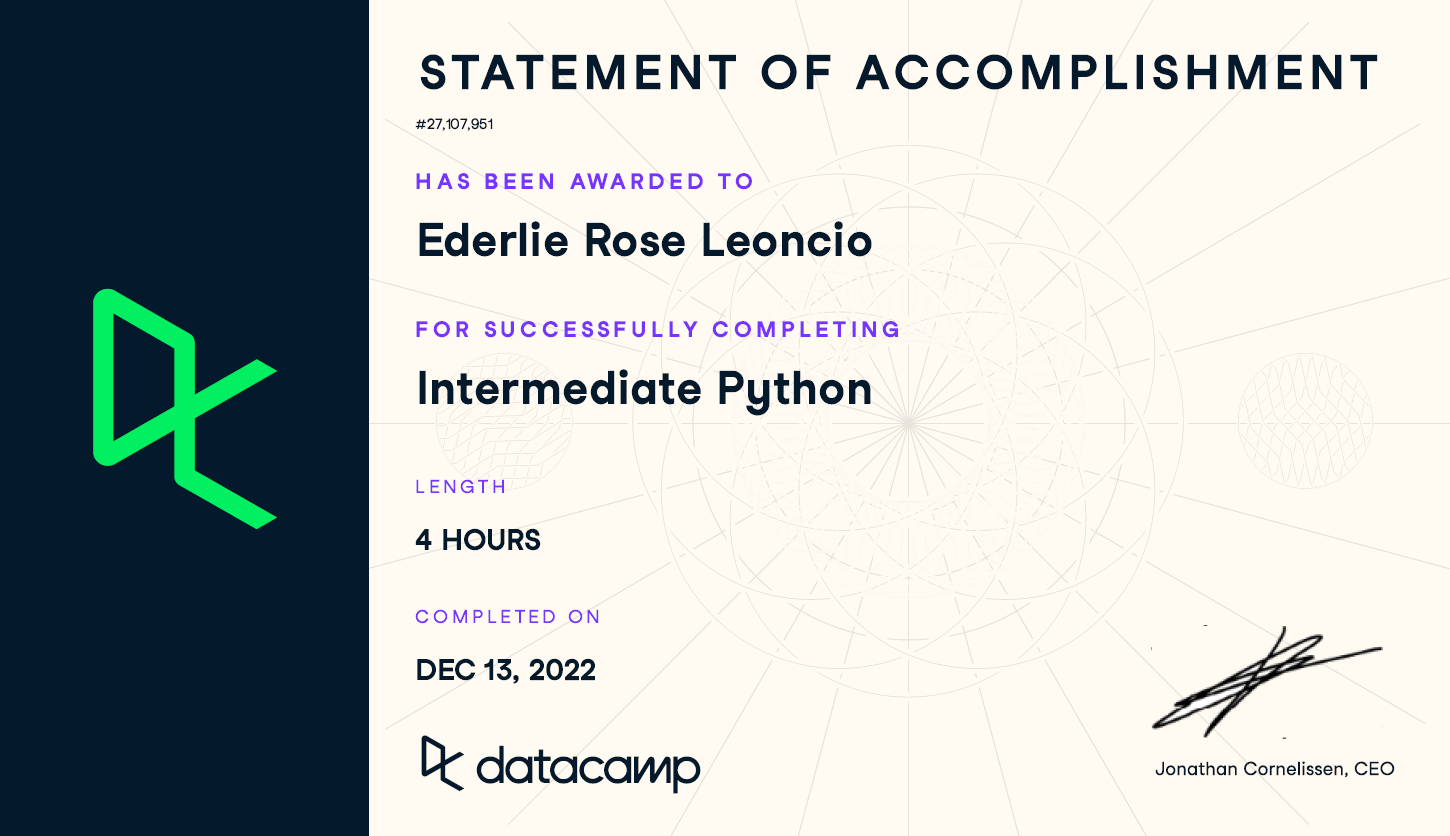 STATEMENT OF ACCOMPLISHMENT
#27,107,951
HAS BEEN AWARDED TO
Ederlie Rose Leoncio
FOR SUCCESSFULLY COMPLETING
Intermediate Python
LENGTH
4 HOURS
COMPLETED ON
DEC 13, 2022
datacamp
Jonathan Cornelissen, CEO